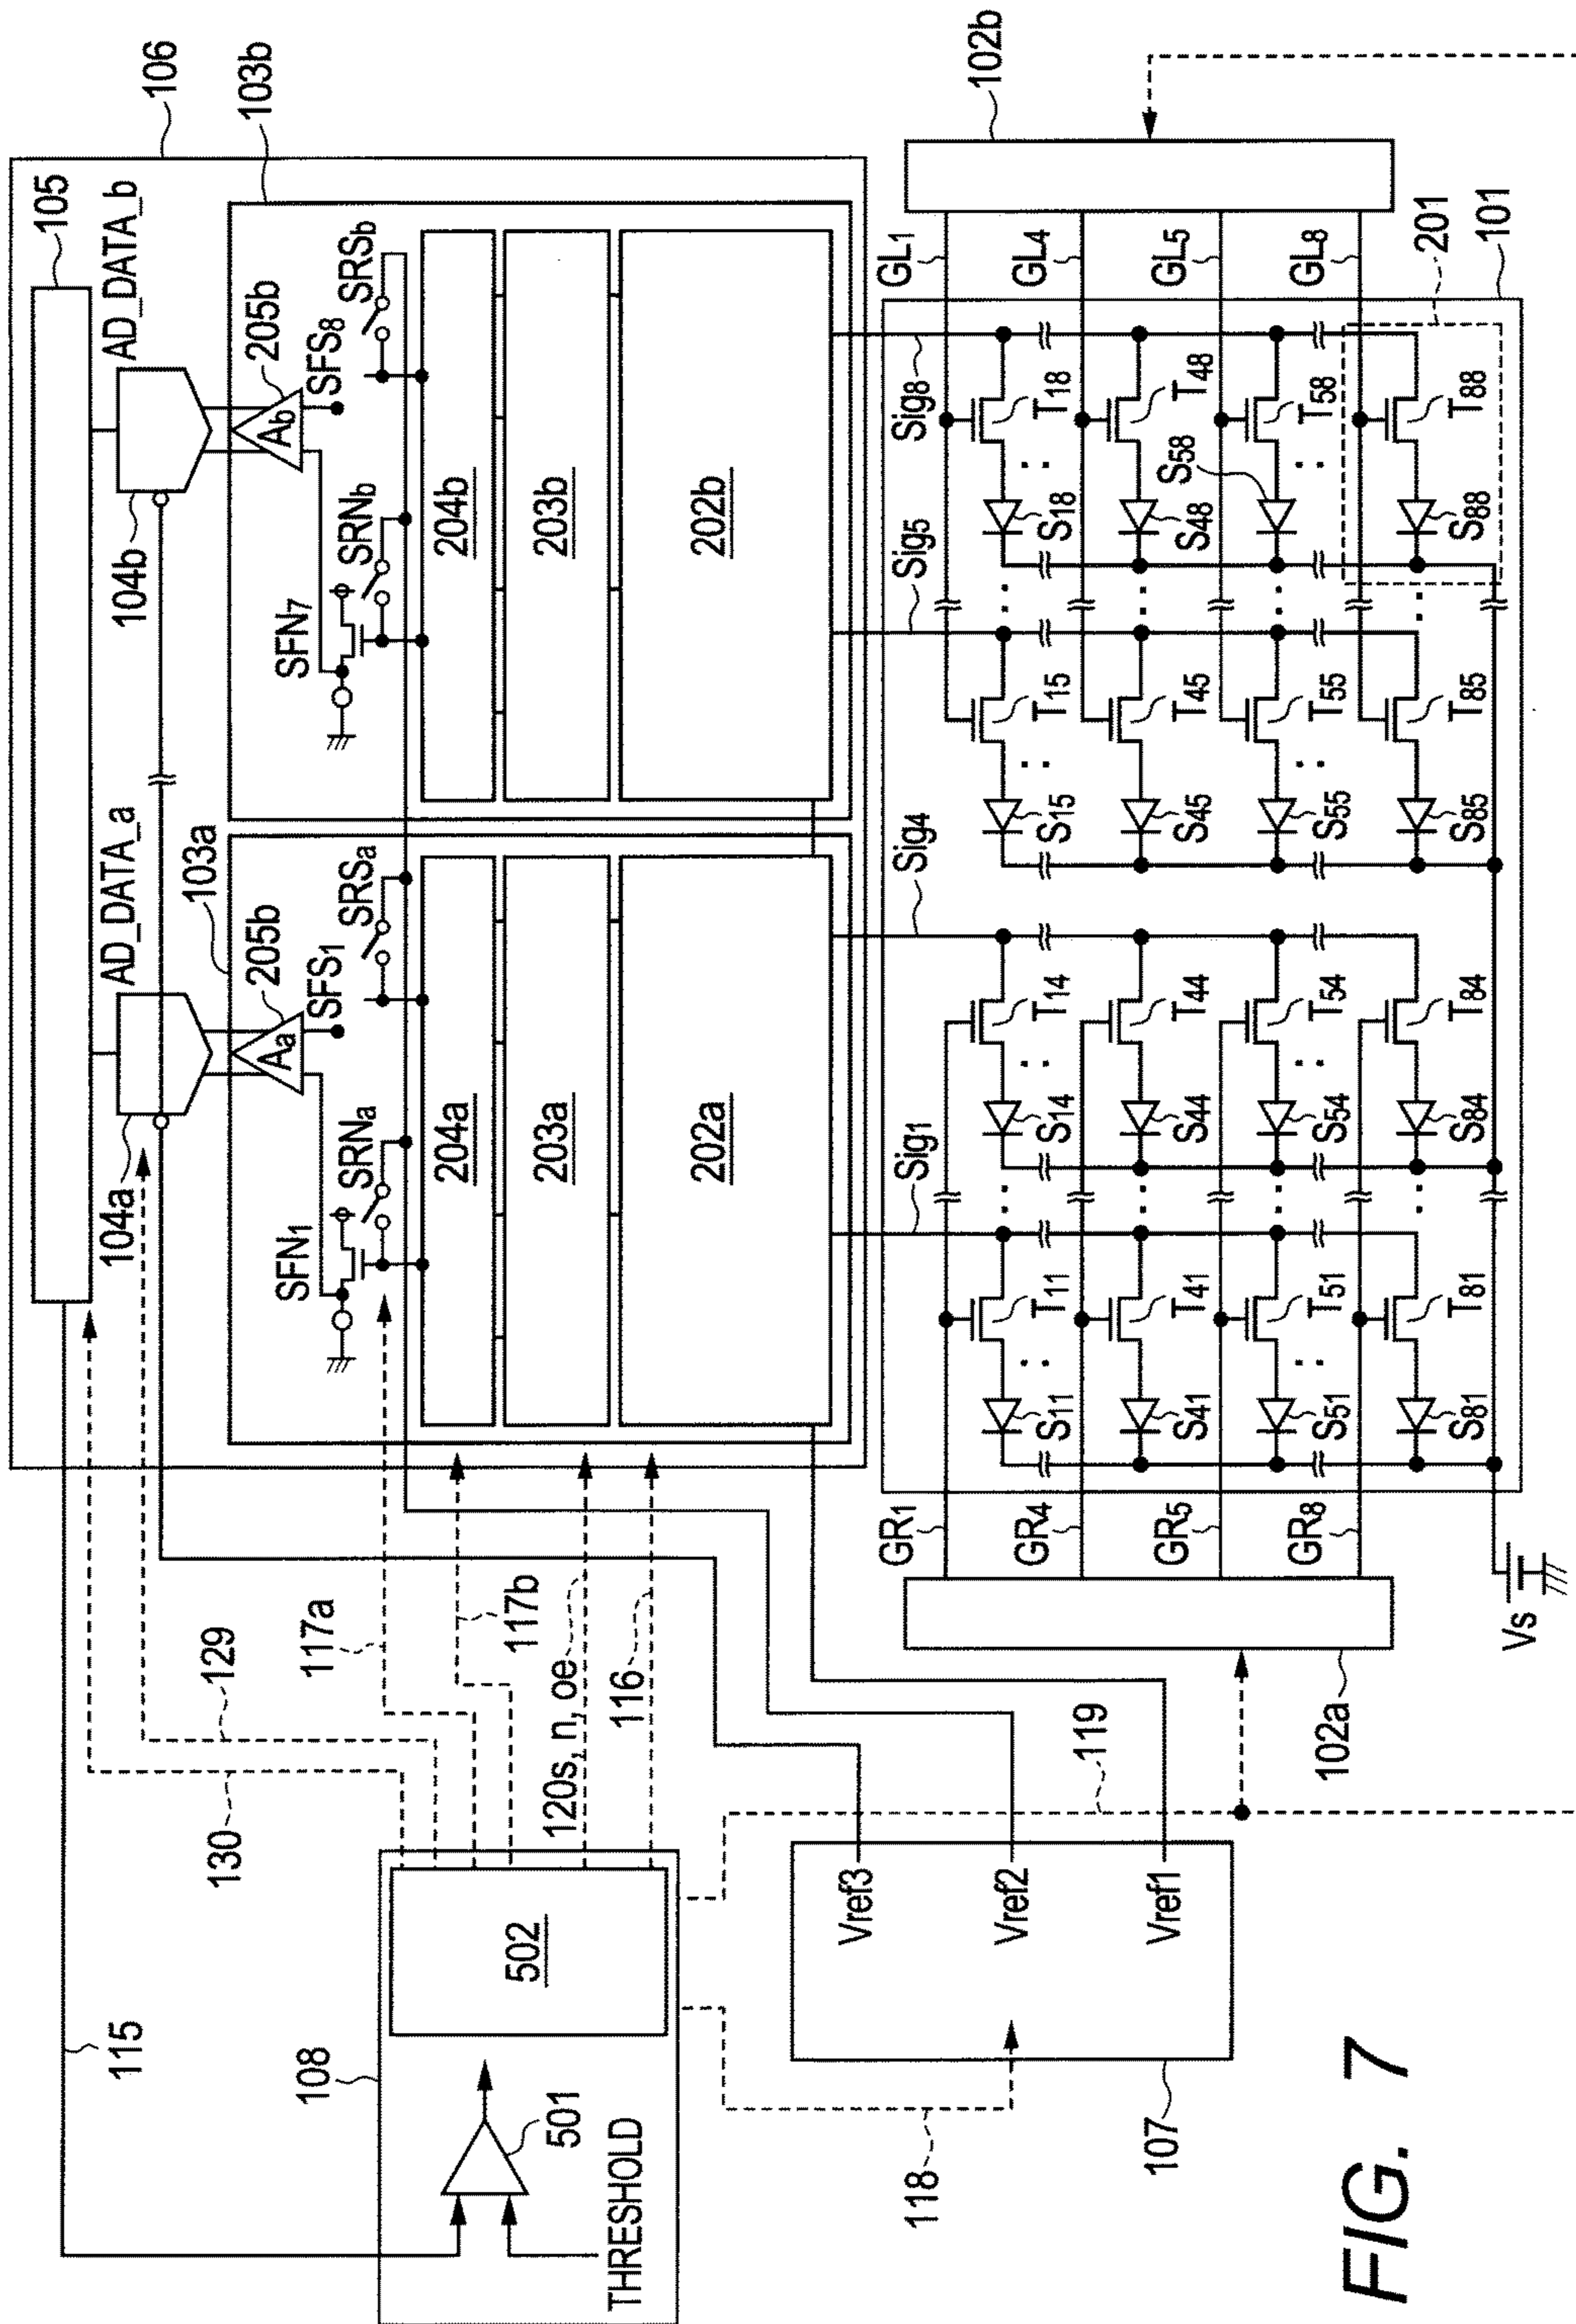 106
105
103b
104b
AD_DATA_b
205b
Ab
SFS8
SFN7
SRNb
SRSb
204b
203b
202b
104a
AD_DATA_a
103a
205b
Aa
SFS1
SFN1
SRNa
SRSa
204a
203a
202a
115
130
129
117a
117b
120s, n, oe
116
108
502
501
THRESHOLD
118
119
107
Vref3
Vref2
Vref1
102a
102b
GR1
GR4
GR5
GR8
GL1
GL4
GL5
GL8
Sig1
Sig4
Sig5
Sig8
201
101
S11
T11
S14
T14
S15
T15
S18
T18
S41
T41
S44
T44
S45
T45
S48
T48
S51
T51
S54
T54
S55
T55
S58
T58
S81
T81
S84
T84
S85
T85
S88
T88
Vs
FIG. 7